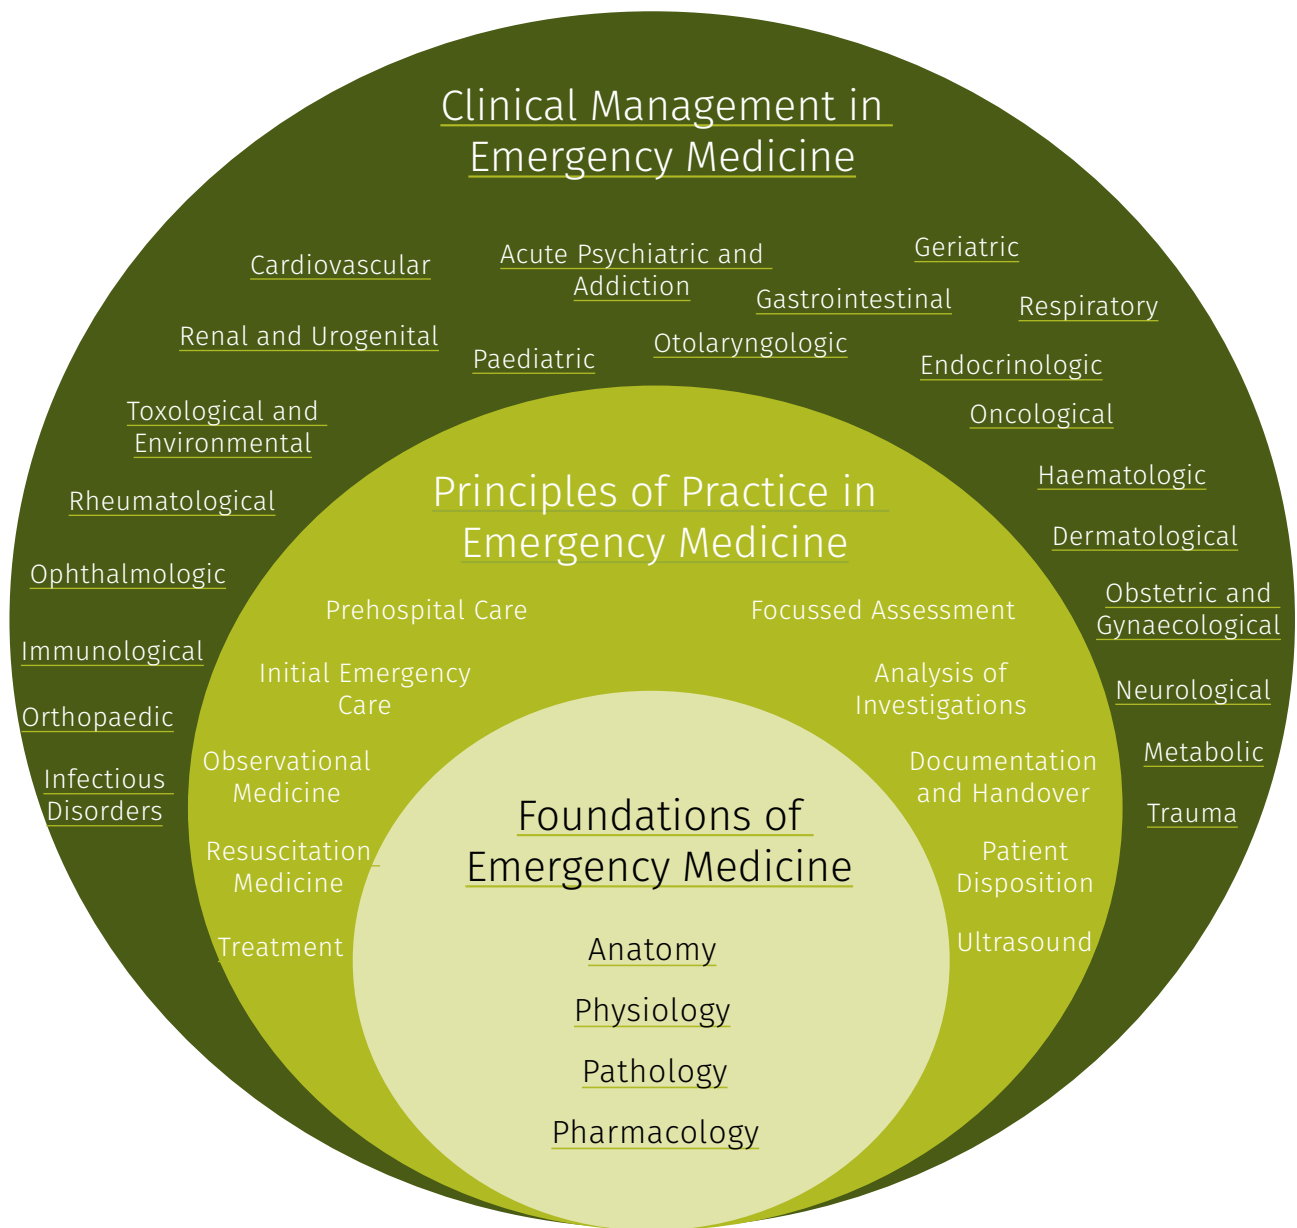 Clinical Management in
Emergency Medicine
Cardiovascular
Acute Psychiatric and
Addiction
Geriatric
Gastrointestinal
Respiratory
Renal and Urogenital
Paediatric
Otolaryngologic
Endocrinologic
Toxological and
Environmental
Oncological
Rheumatological
Haematologic
Dermatological
Ophthalmologic
Obstetric and
Gynaecological
Immunological
Neurological
Orthopaedic
Metabolic
Infectious
Disorders
Trauma
Principles of Practice in
Emergency Medicine
Prehospital Care
Focussed Assessment
Initial Emergency
Care
Analysis of
Investigations
Observational
Medicine
Documentation
and Handover
Resuscitation
Medicine
Patient
Disposition
Treatment
Ultrasound
Foundations of
Emergency Medicine
Anatomy
Physiology
Pathology
Pharmacology